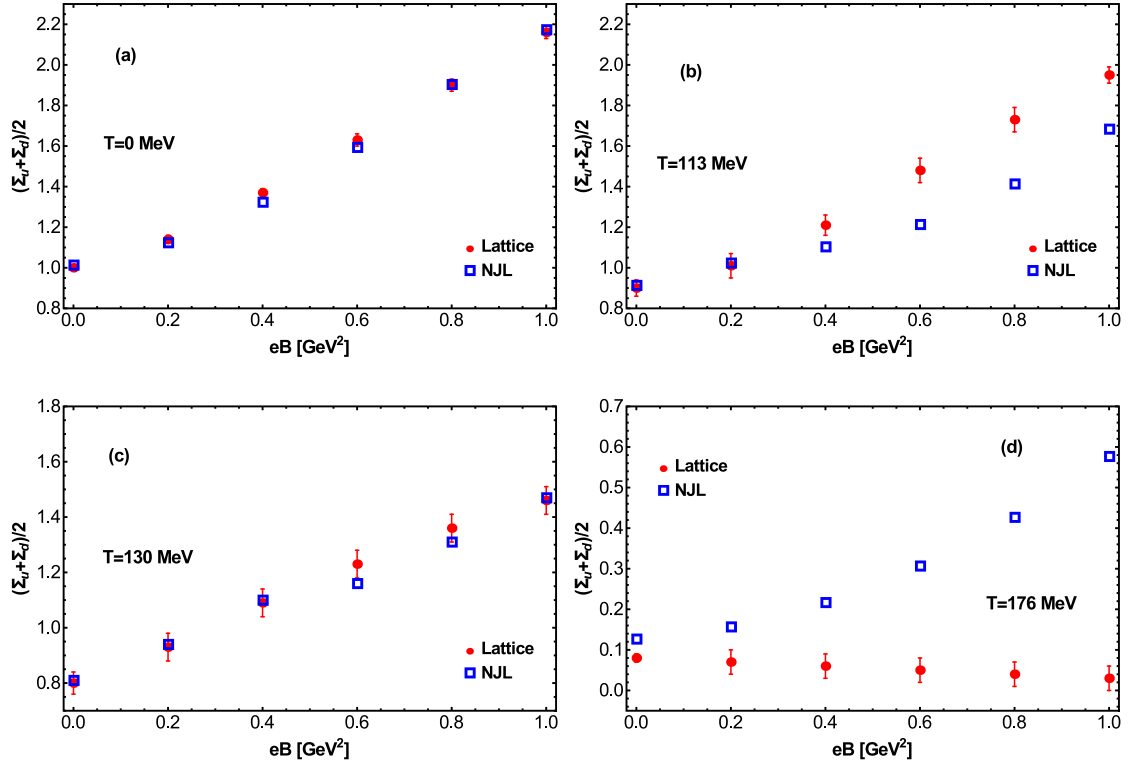 (a)
T=0 MeV
Lattice
NJL
(Σu+Σd)/2
2.2
2.0
1.8
1.6
1.4
1.2
1.0
0.8
0.0 0.2 0.4 0.6 0.8 1.0
eB [GeV²]
(b)
T=113 MeV
Lattice
NJL
(Σu+Σd)/2
2.2
2.0
1.8
1.6
1.4
1.2
1.0
0.8
0.0 0.2 0.4 0.6 0.8 1.0
eB [GeV²]
(c)
T=130 MeV
Lattice
NJL
(Σu+Σd)/2
1.8
1.6
1.4
1.2
1.0
0.8
0.0 0.2 0.4 0.6 0.8 1.0
eB [GeV²]
(d)
Lattice
NJL
T=176 MeV
(Σu+Σd)/2
0.7
0.6
0.5
0.4
0.3
0.2
0.1
0.0
0.0 0.2 0.4 0.6 0.8 1.0
eB [GeV²]